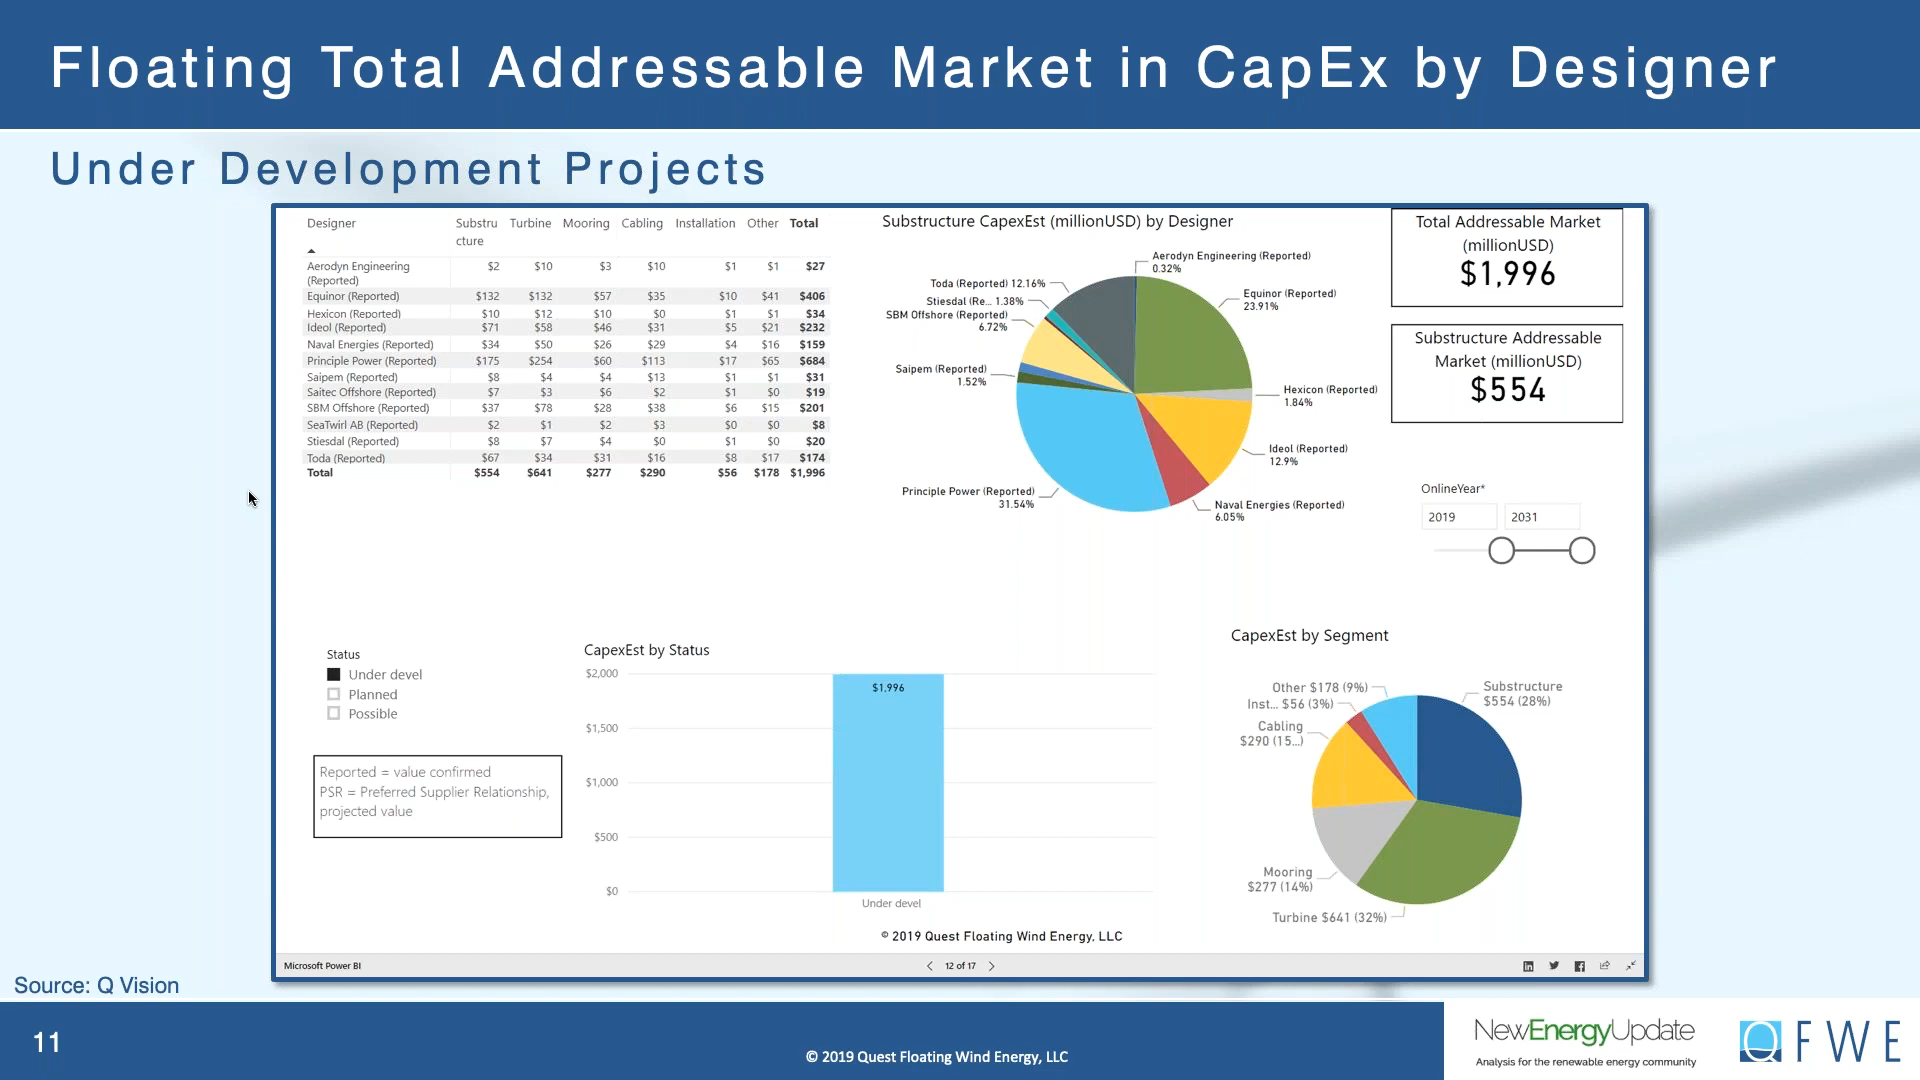 Floating Total Addressable Market in CapEx by Designer
Under Development Projects
Designer Substru cture Turbine Mooring Cabling Installation Other Total
Aerodyn Engineering (Reported) $2 $10 $3 $10 $1 $1 $27
Equinor (Reported) $132 $132 $57 $35 $10 $41 $406
Hexicon (Reported) $10 $12 $10 $0 $1 $1 $34
Ideol (Reported) $71 $58 $46 $31 $5 $21 $232
Naval Energies (Reported) $34 $50 $26 $29 $4 $16 $159
Principle Power (Reported) $175 $254 $60 $113 $17 $65 $684
Saipem (Reported) $8 $4 $4 $13 $1 $1 $31
Saitec Offshore (Reported) $7 $3 $6 $2 $1 $0 $19
SBM Offshore (Reported) $37 $78 $28 $38 $6 $15 $201
SeaTwirl AB (Reported) $2 $1 $2 $3 $0 $0 $8
Stiesdal (Reported) $8 $7 $4 $0 $1 $0 $20
Toda (Reported) $67 $34 $31 $16 $8 $17 $174
Total $554 $641 $277 $290 $56 $178 $1,996
Substructure CapexEst (millionUSD) by Designer
Aerodyn Engineering (Reported)
0.32%
Toda (Reported) 12.16%
Equinor (Reported)
23.91%
Stiesdal (Re... 1.38%
SBM Offshore (Reported)
6.72%
Saipem (Reported)
1.52%
Hexicon (Reported)
1.84%
Ideol (Reported)
12.9%
Principle Power (Reported)
31.54%
Naval Energies (Reported)
6.05%
Total Addressable Market
(millionUSD)
$1,996
Substructure Addressable
Market (millionUSD)
$554
OnlineYear*
2019 2031
Status
Under devel
Planned
Possible
Reported = value confirmed
PSR = Preferred Supplier Relationship,
projected value
CapexEst by Status
$2,000
$1,500
$1,000
$500
$0
$1,996
Under devel
CapexEst by Segment
Other $178 (9%)
Inst... $56 (3%)
Cabling
$290 (15...)
Substructure
$554 (28%)
Mooring
$277 (14%)
Turbine $641 (32%)
© 2019 Quest Floating Wind Energy, LLC
Microsoft Power BI
12 of 17
Source: Q Vision
11
© 2019 Quest Floating Wind Energy, LLC
NewEnergyUpdate
Analysis for the renewable energy community
Q FWE